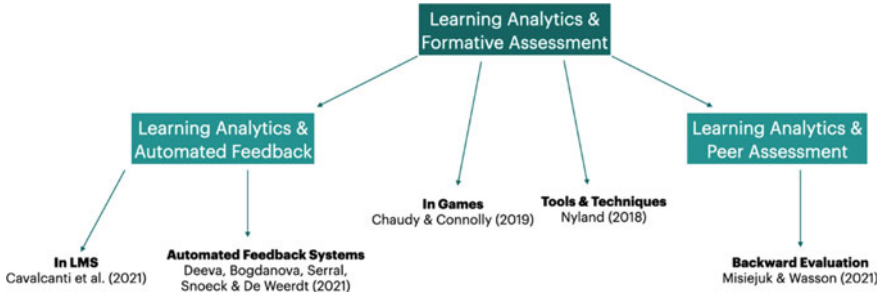 Learning Analytics &
Formative Assessment
Learning Analytics &
Automated Feedback
Learning Analytics &
Peer Assessment
In Games
Chaudy & Connolly (2019)
Tools & Techniques
Nyland (2018)
In LMS
Cavalcanti et al. (2021)
Automated Feedback Systems
Deeva, Bogdanova, Serral,
Snoeck & De Weerdt (2021)
Backward Evaluation
Misiejuk & Wasson (2021)